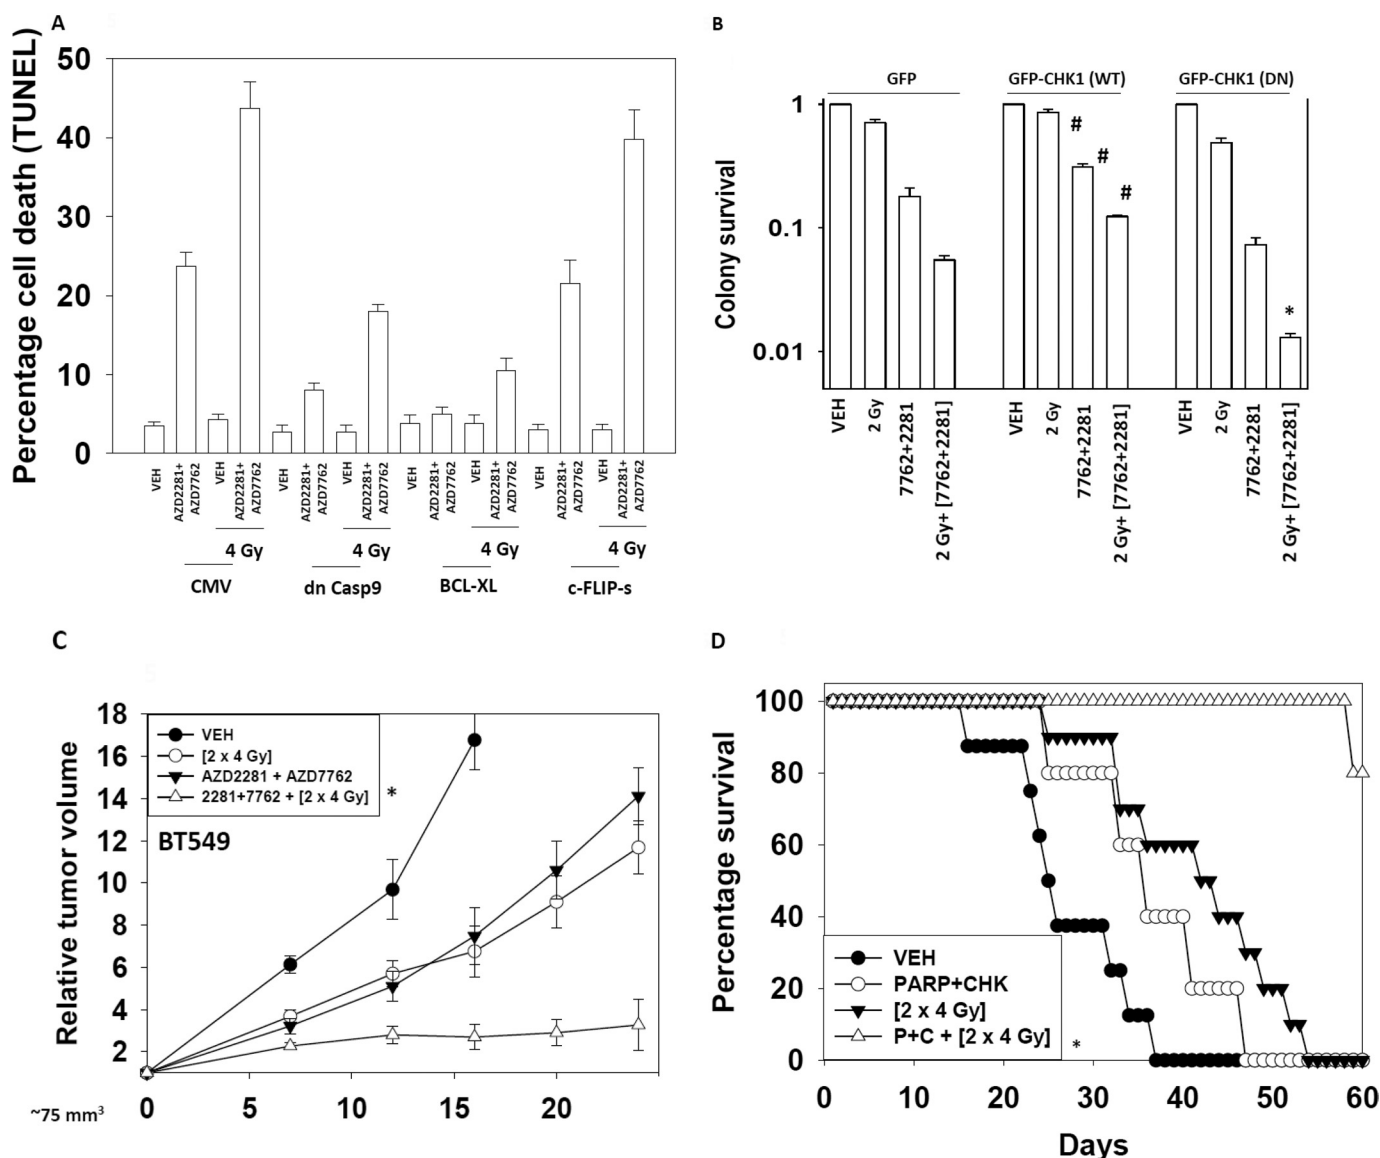 A
Percentage cell death (TUNEL)
50
40
30
20
10
0
VEH
AZD2281+
AZD7762
VEH
AZD2281+
AZD7762
VEH
AZD2281+
AZD7762
VEH
AZD2281+
AZD7762
VEH
AZD2281+
AZD7762
VEH
AZD2281+
AZD7762
VEH
AZD2281+
AZD7762
VEH
AZD2281+
AZD7762
4 Gy
4 Gy
4 Gy
4 Gy
CMV
dn Casp9
BCL-XL
c-FLIP-s
B
GFP
GFP-CHK1 (WT)
GFP-CHK1 (DN)
Colony survival
1
0.1
0.01
#
#
#
*
VEH
2 Gy
7762+2281
2 Gy+ [7762+2281]
VEH
2 Gy
7762+2281
2 Gy+ [7762+2281]
VEH
2 Gy
7762+2281
2 Gy+ [7762+2281]
C
Relative tumor volume
18
16
14
12
10
8
6
4
2
VEH
[2 x 4 Gy]
AZD2281 + AZD7762
2281+7762 + [2 x 4 Gy]
*
BT549
~75 mm³
0
5
10
15
20
D
Percentage survival
100
80
60
40
20
0
VEH
PARP+CHK
[2 x 4 Gy]
P+C + [2 x 4 Gy]
*
0
10
20
30
40
50
60
Days